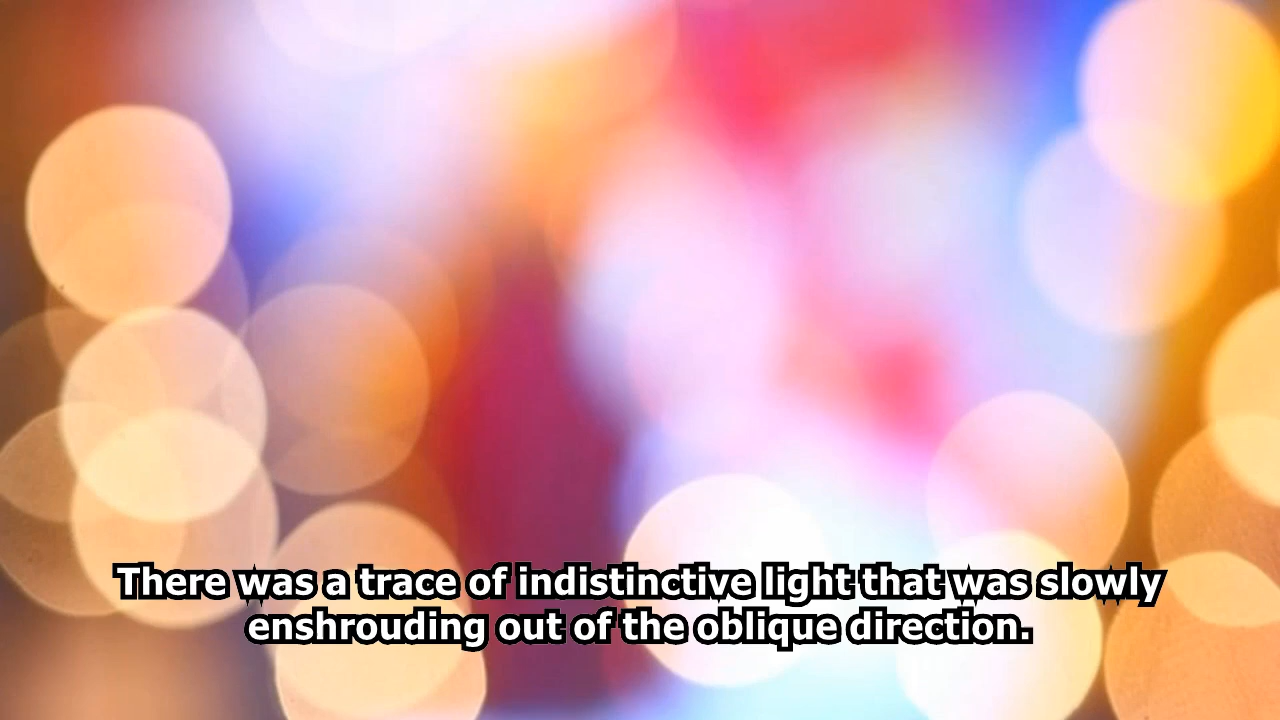 There was a trace of indistinctive light that was slowly
enshrouding out of the oblique direction.